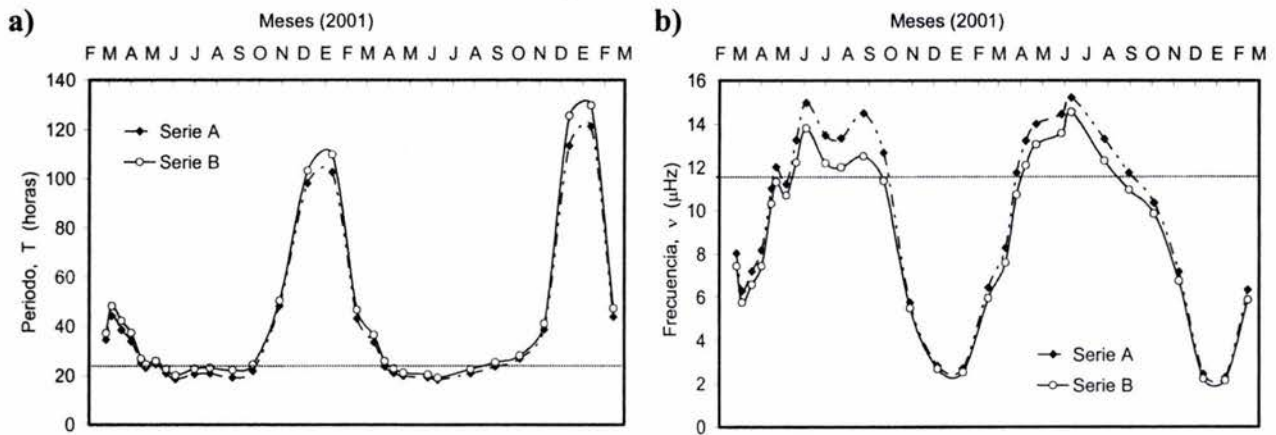 a)
Meses (2001)
F M A M J J A S O N D E F M A M J J A S O N D E F M
140
120
100
80
60
40
20
0
Periodo, T (horas)
Serie A
Serie B
b)
Meses (2001)
F M A M J J A S O N D E F M A M J J A S O N D E F M
16
14
12
10
8
6
4
2
0
Frecuencia, ν (μHz)
Serie A
Serie B